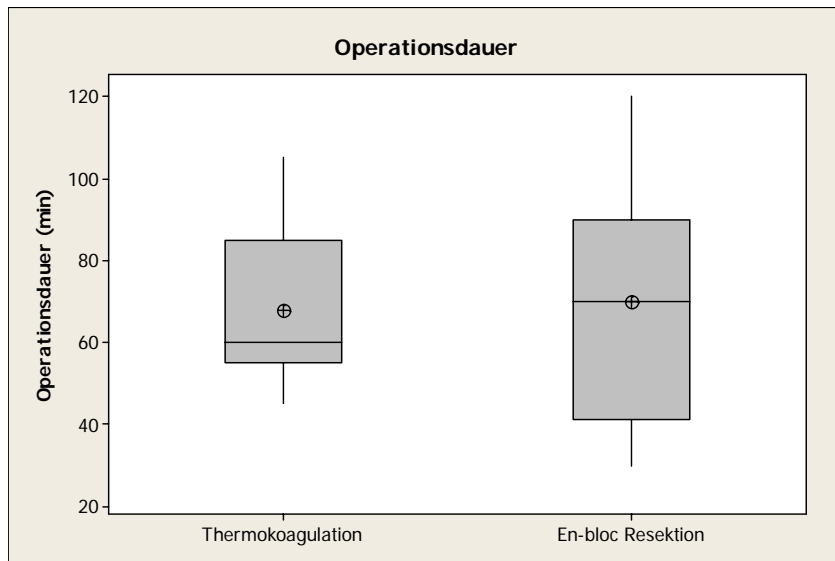 Operationsdauer
Operationsdauer (min)
120
100
80
60
40
20
Thermokoagulation
En-bloc Resektion